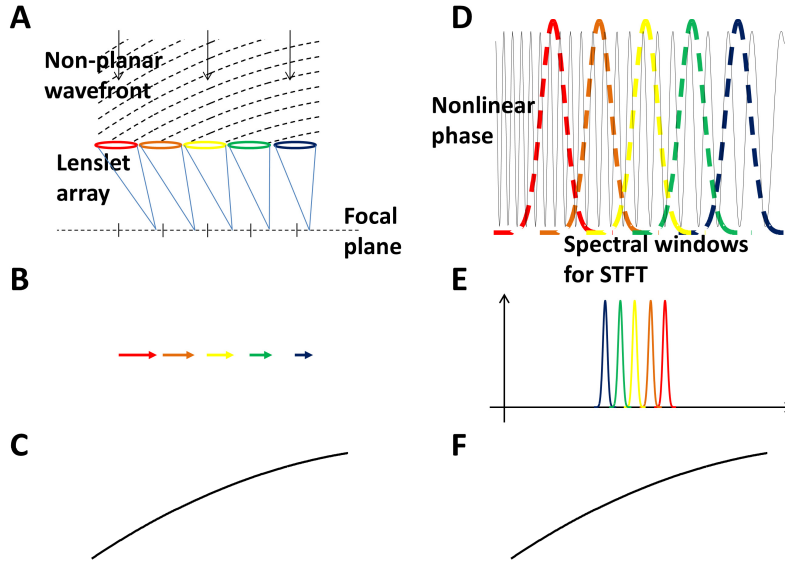 A
Non-planar
wavefront
Lenslet
array
Focal
plane
B
C
D
Nonlinear
phase
Spectral windows
for STFT
E
F